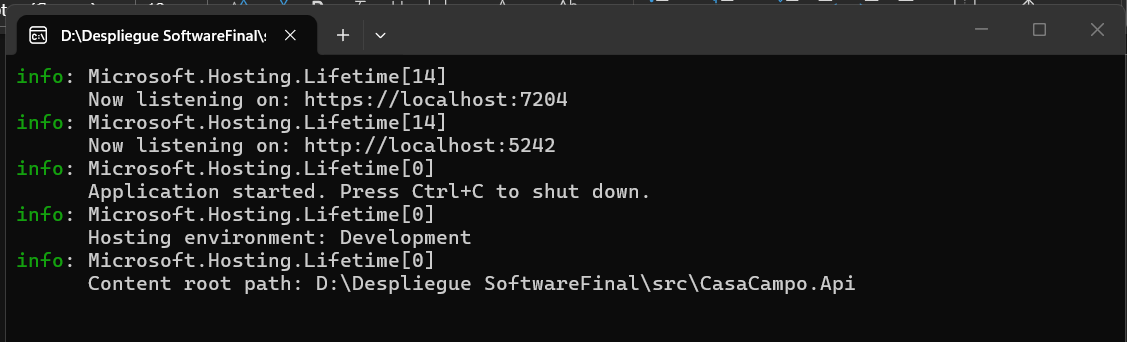 D:\Despliegue SoftwareFinal\s
info: Microsoft.Hosting.Lifetime[14]
Now listening on: https://localhost:7204
info: Microsoft.Hosting.Lifetime[14]
Now listening on: http://localhost:5242
info: Microsoft.Hosting.Lifetime[0]
Application started. Press Ctrl+C to shut down.
info: Microsoft.Hosting.Lifetime[0]
Hosting environment: Development
info: Microsoft.Hosting.Lifetime[0]
Content root path: D:\Despliegue SoftwareFinal\src\CasaCampo.Api